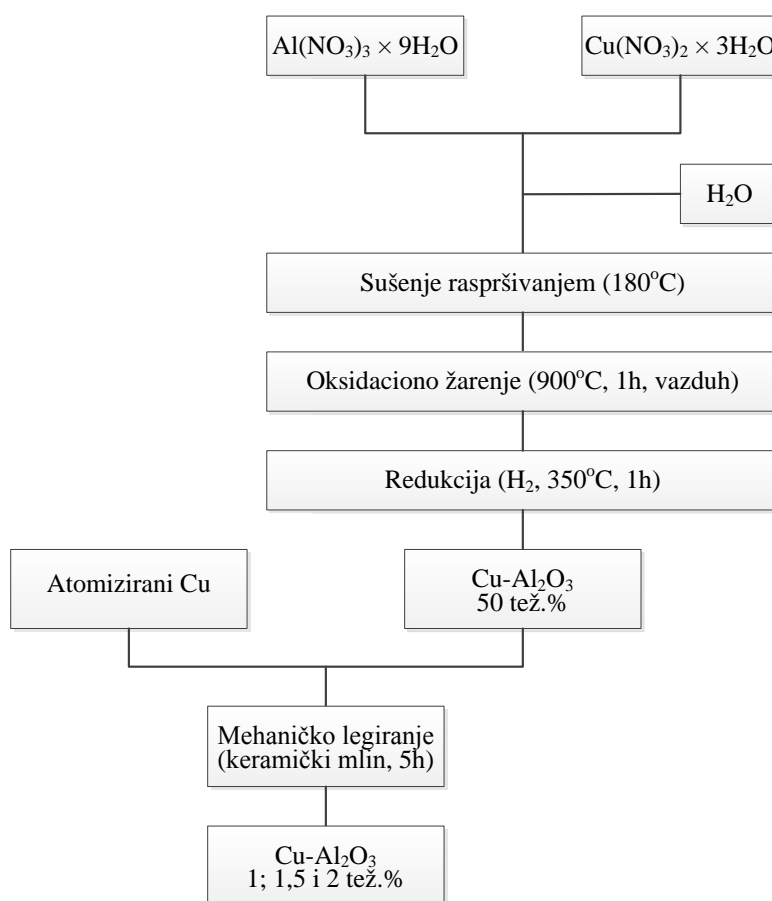 Al(NO₃)₃ × 9H₂O
Cu(NO₃)₂ × 3H₂O
H₂O
Sušenje raspršivanjem (180°C)
Oksidaciono žarenje (900°C, 1h, vazduh)
Redukcija (H₂, 350°C, 1h)
Atomizirani Cu
Cu-Al₂O₃
50 tež.%
Mehaničko legiranje
(keramički mlin, 5h)
Cu-Al₂O₃
1; 1,5 i 2 tež.%